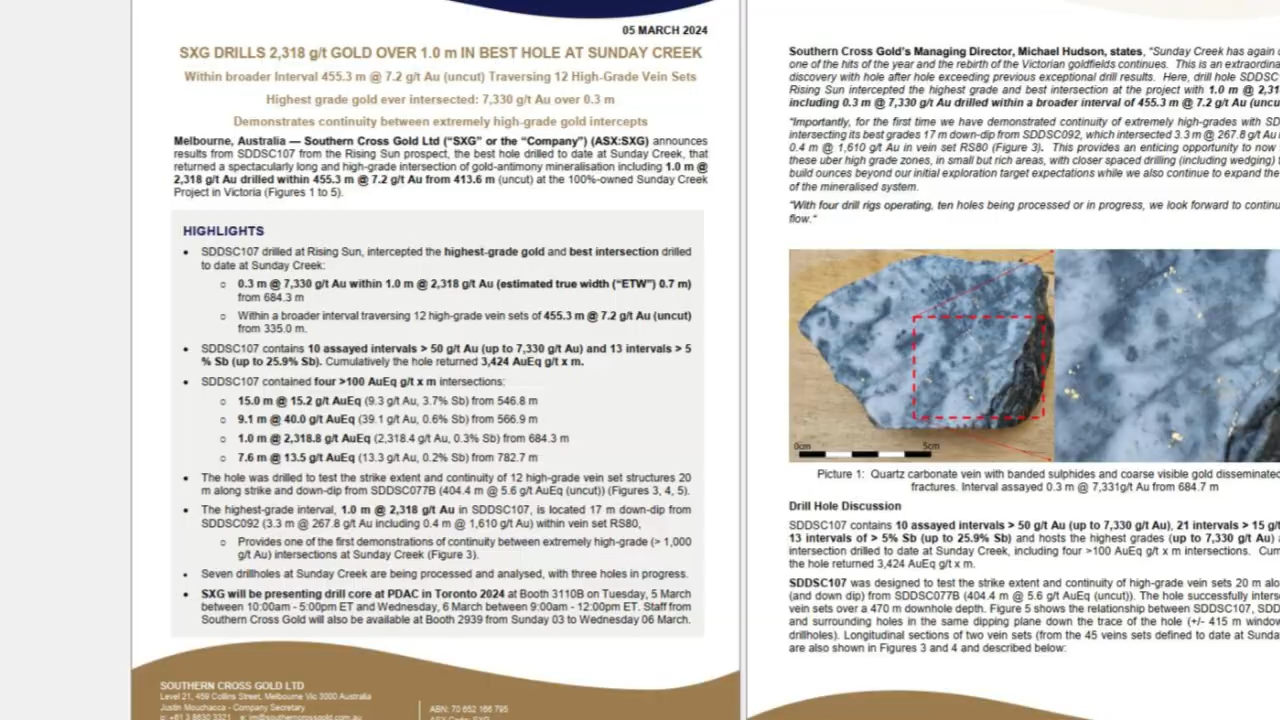 05 MARCH 2024
SXG DRILLS 2,318 g/t GOLD OVER 1.0 m IN BEST HOLE AT SUNDAY CREEK
Within broader Interval 455.3 m @ 7.2 g/t Au (uncut) Traversing 12 High-Grade Vein Sets
Highest grade gold ever intersected: 7,330 g/t Au over 0.3 m
Demonstrates continuity between extremely high-grade gold intercepts
Melbourne, Australia — Southern Cross Gold Ltd (“SXG” or the “Company”) (ASX:SXG) announces
results from SDDSC107 from the Rising Sun prospect, the best hole drilled to date at Sunday Creek, that
returned a spectacularly long and high-grade intersection of gold-antimony mineralisation including 1.0 m @
2,318 g/t Au drilled within 455.3 m @ 7.2 g/t Au from 413.6 m (uncut) at the 100%-owned Sunday Creek
Project in Victoria (Figures 1 to 5).
HIGHLIGHTS
• SDDSC107 drilled at Rising Sun, intercepted the highest-grade gold and best intersection drilled
to date at Sunday Creek:
○ 0.3 m @ 7,330 g/t Au within 1.0 m @ 2,318 g/t Au (estimated true width (“ETW”) 0.7 m)
from 684.3 m
○ Within a broader interval traversing 12 high-grade vein sets of 455.3 m @ 7.2 g/t Au (uncut)
from 335.0 m.
• SDDSC107 contains 10 assayed intervals > 50 g/t Au (up to 7,330 g/t Au) and 13 intervals > 5
% Sb (up to 25.9% Sb). Cumulatively the hole returned 3,424 AuEq g/t x m.
• SDDSC107 contained four >100 AuEq g/t x m intersections:
○ 15.0 m @ 15.2 g/t AuEq (9.3 g/t Au, 3.7% Sb) from 546.8 m
○ 9.1 m @ 40.0 g/t AuEq (39.1 g/t Au, 0.6% Sb) from 566.9 m
○ 1.0 m @ 2,318.8 g/t AuEq (2,318.4 g/t Au, 0.3% Sb) from 684.3 m
○ 7.6 m @ 13.5 g/t AuEq (13.3 g/t Au, 0.2% Sb) from 782.7 m
• The hole was drilled to test the strike extent and continuity of 12 high-grade vein set structures 20
m along strike and down-dip from SDDSC077B (404.4 m @ 5.6 g/t AuEq (uncut)) (Figures 3, 4, 5).
• The highest-grade interval, 1.0 m @ 2,318 g/t Au in SDDSC107, is located 17 m down-dip from
SDDSC092 (3.3 m @ 267.8 g/t Au including 0.4 m @ 1,610 g/t Au) within vein set RS80,
○ Provides one of the first demonstrations of continuity between extremely high-grade (> 1,000
g/t Au) intersections at Sunday Creek (Figure 3).
• Seven drillholes at Sunday Creek are being processed and analysed, with three holes in progress.
• SXG will be presenting drill core at PDAC in Toronto 2024 at Booth 3110B on Tuesday, 5 March
between 10:00am - 5:00pm ET and Wednesday, 6 March between 9:00am - 12:00pm ET. Staff from
Southern Cross Gold will also be available at Booth 2939 from Sunday 03 to Wednesday 06 March.
SOUTHERN CROSS GOLD LTD
Level 21, 459 Collins Street, Melbourne Vic 3000 Australia
Justin Mouchacca - Company Secretary
p: +61 3 8630 3321 e: jm@southerncrossgold.com.au
ABN: 70 652 166 795
ASX Code: SXG
Southern Cross Gold’s Managing Director, Michael Hudson, states, “Sunday Creek has again
one of the hits of the year and the rebirth of the Victorian goldfields continues. This is an
discovery with hole after hole exceeding previous exceptional drill results. Here, drill hole
Rising Sun intercepted the highest grade and best intersection at the project with 1.0 m @
including 0.3 m @ 7,330 g/t Au drilled within a broader interval of 455.3 m @ 7.2 g/t Au
“Importantly, for the first time we have demonstrated continuity of extremely high-grades with
intersecting its best grades 17 m down-dip from SDDSC092, which intersected 3.3 m @ 267.8 g/t Au
0.4 m @ 1,610 g/t Au in vein set RS80 (Figure 3). This provides an enticing opportunity to now
these uber high grade zones, in small but rich areas, with closer spaced drilling (including wedging)
build ounces beyond our initial exploration target expectations while we also continue to expand the
of the mineralised system.
“With four drill rigs operating, ten holes being processed or in progress, we look forward to
flow.“
0cm 5cm
Picture 1: Quartz carbonate vein with banded sulphides and coarse visible gold
fractures. Interval assayed 0.3 m @ 7,331g/t Au from 684.7 m
Drill Hole Discussion
SDDSC107 contains 10 assayed intervals > 50 g/t Au (up to 7,330 g/t Au), 21 intervals > 15
13 intervals of > 5% Sb (up to 25.9% Sb) and hosts the highest grades (up to 7,330 g/t Au)
intersection drilled to date at Sunday Creek, including four >100 AuEq g/t x m intersections.
the hole returned 3,424 AuEq g/t x m.
SDDSC107 was designed to test the strike extent and continuity of high-grade vein sets 20 m
(and down dip) from SDDSC077B (404.4 m @ 5.6 g/t AuEq (uncut)). The hole successfully
vein sets over a 470 m downhole depth. Figure 5 shows the relationship between SDDSC107,
and surrounding holes in the same dipping plane down the trace of the hole (+/- 415 m
drillholes). Longitudinal sections of two vein sets (from the 45 veins sets defined to date at
are also shown in Figures 3 and 4 and described below: